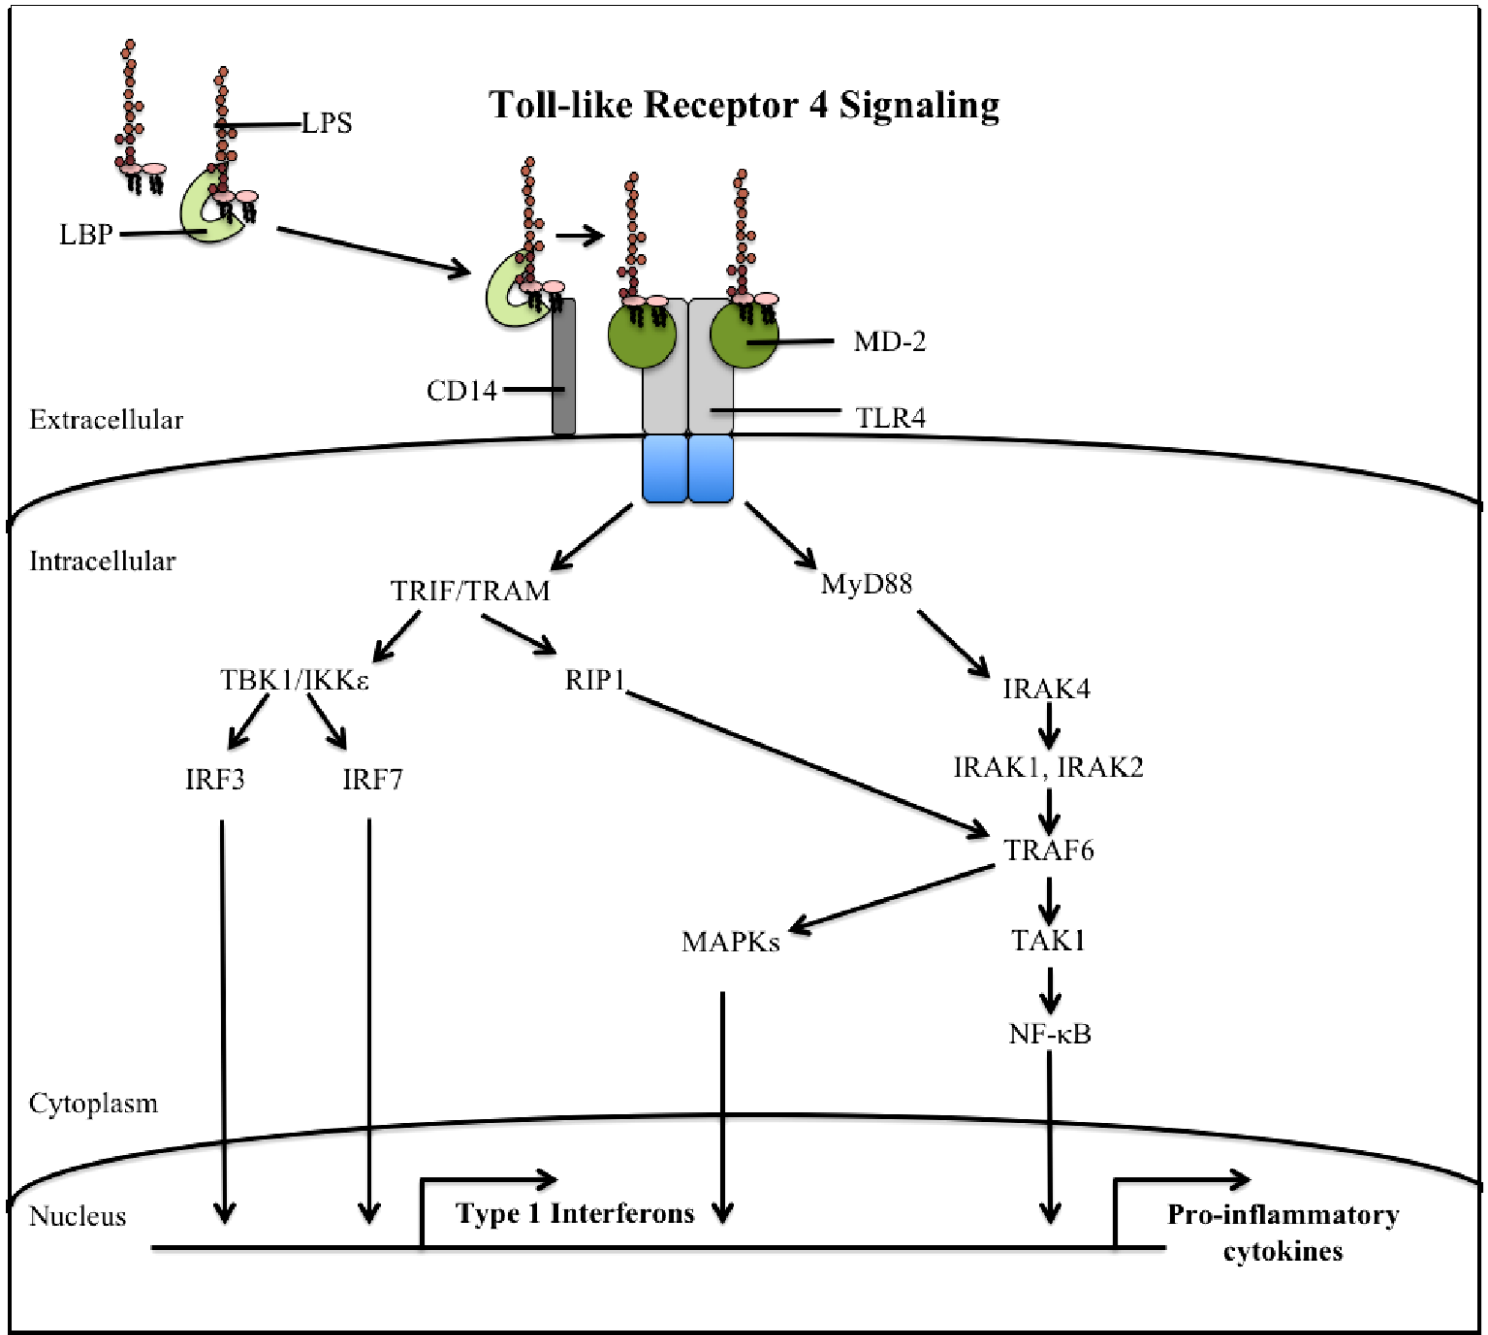 Toll-like Receptor 4 Signaling
LPS
LBP
MD-2
CD14
TLR4
Extracellular
Intracellular
TRIF/TRAM
MyD88
TBK1/IKKε
RIP1
IRAK4
IRF3
IRF7
IRAK1, IRAK2
TRAF6
MAPKs
TAK1
NF-κB
Cytoplasm
Nucleus
Type 1 Interferons
Pro-inflammatory
cytokines